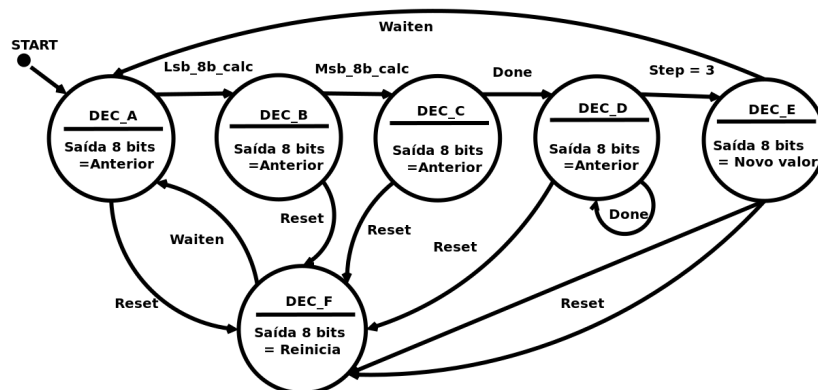 Waiten
START
Lsb_8b_calc
Msb_8b_calc
Done
Step = 3
DEC_A
Saída 8 bits
=Anterior
DEC_B
Saída 8 bits
=Anterior
DEC_C
Saída 8 bits
=Anterior
DEC_D
Saída 8 bits
=Anterior
DEC_E
Saída 8 bits
= Novo valor
Done
Reset
Reset
Reset
Waiten
Reset
Reset
DEC_F
Saída 8 bits
= Reinicia